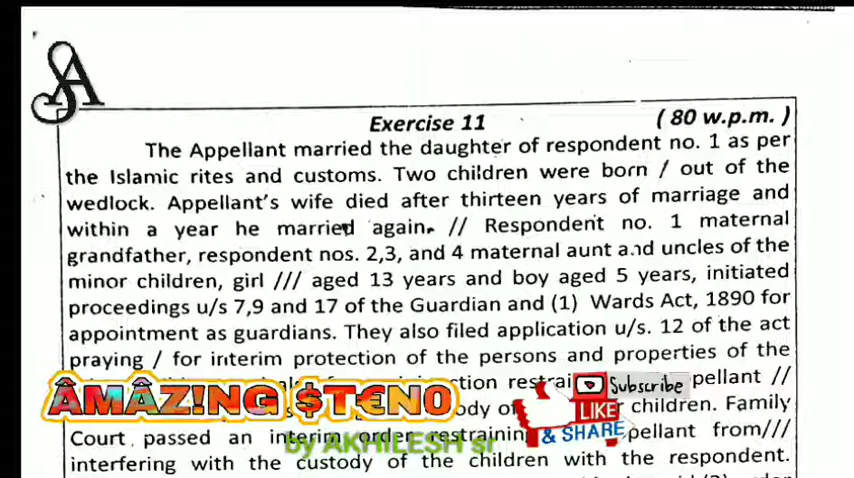 Exercise 11
( 80 w.p.m. )
The Appellant married the daughter of respondent no. 1 as per
the Islamic rites and customs. Two children were born / out of the
wedlock. Appellant's wife died after thirteen years of marriage and
within a year he married again. // Respondent no. 1 maternal
grandfather, respondent nos. 2,3, and 4 maternal aunt and uncles of the
minor children, girl /// aged 13 years and boy aged 5 years, initiated
proceedings u/s 7,9 and 17 of the Guardian and (1) Wards Act, 1890 for
appointment as guardians. They also filed application u/s. 12 of the act
praying / for interim protection of the persons and properties of the
pellant //
children. Family
Court passed an interim order restraining pellant from///
interfering with the custody of the children with the respondent.
ÂMÂZ!NG $T€NO
by AKHILESH sr
Subscribe
LIKE
& SHARE